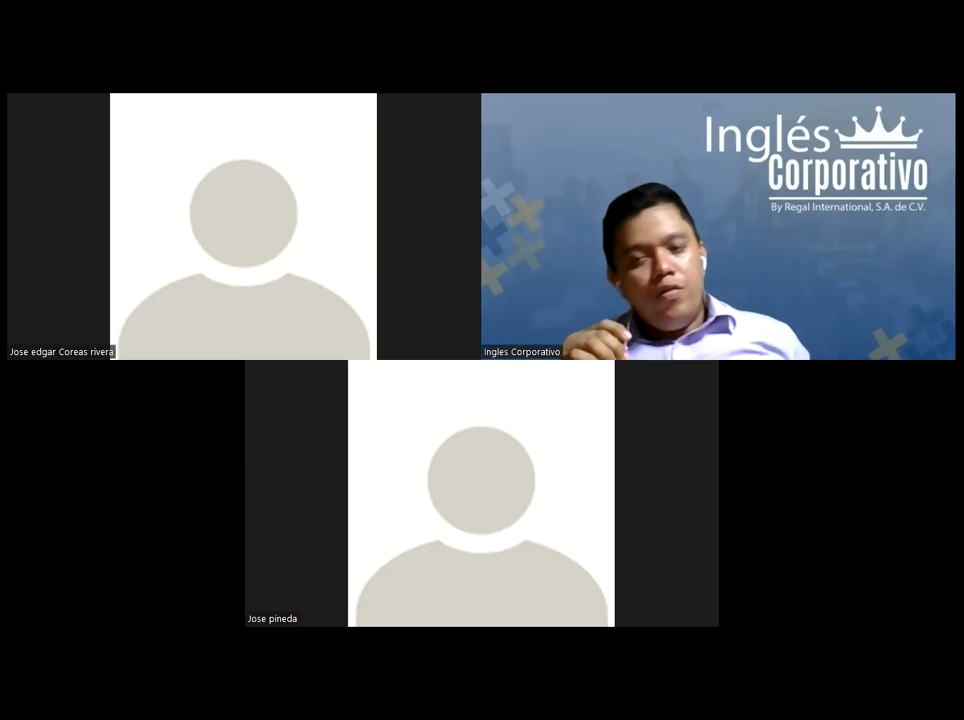 Inglés
Corporativo
By Regal International, S.A. de C.V.
Jose edgar Coreas rivera
Ingles Corporativo
Jose pineda